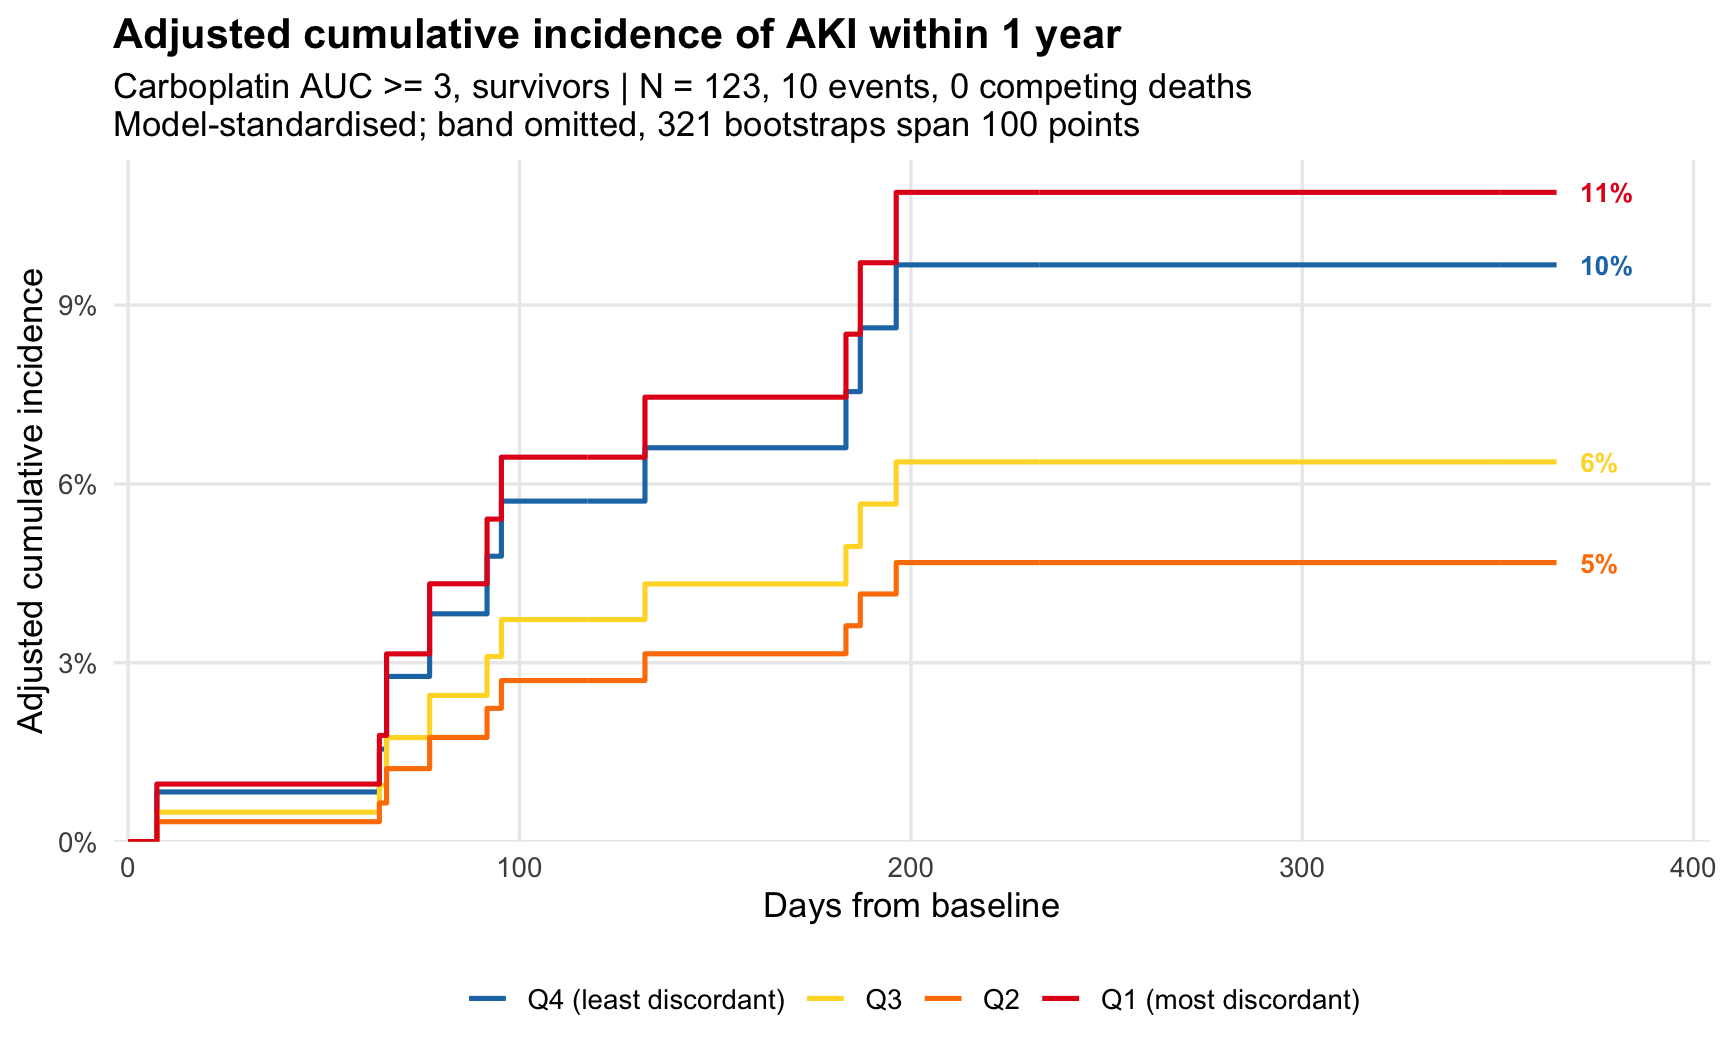 Adjusted cumulative incidence of AKI within 1 year
Carboplatin AUC >= 3, survivors | N = 123, 10 events, 0 competing deaths
Model-standardised; band omitted, 321 bootstraps span 100 points
Adjusted cumulative incidence
9%
6%
3%
0%
11%
10%
6%
5%
0
100
200
300
400
Days from baseline
Q4 (least discordant)
Q3
Q2
Q1 (most discordant)